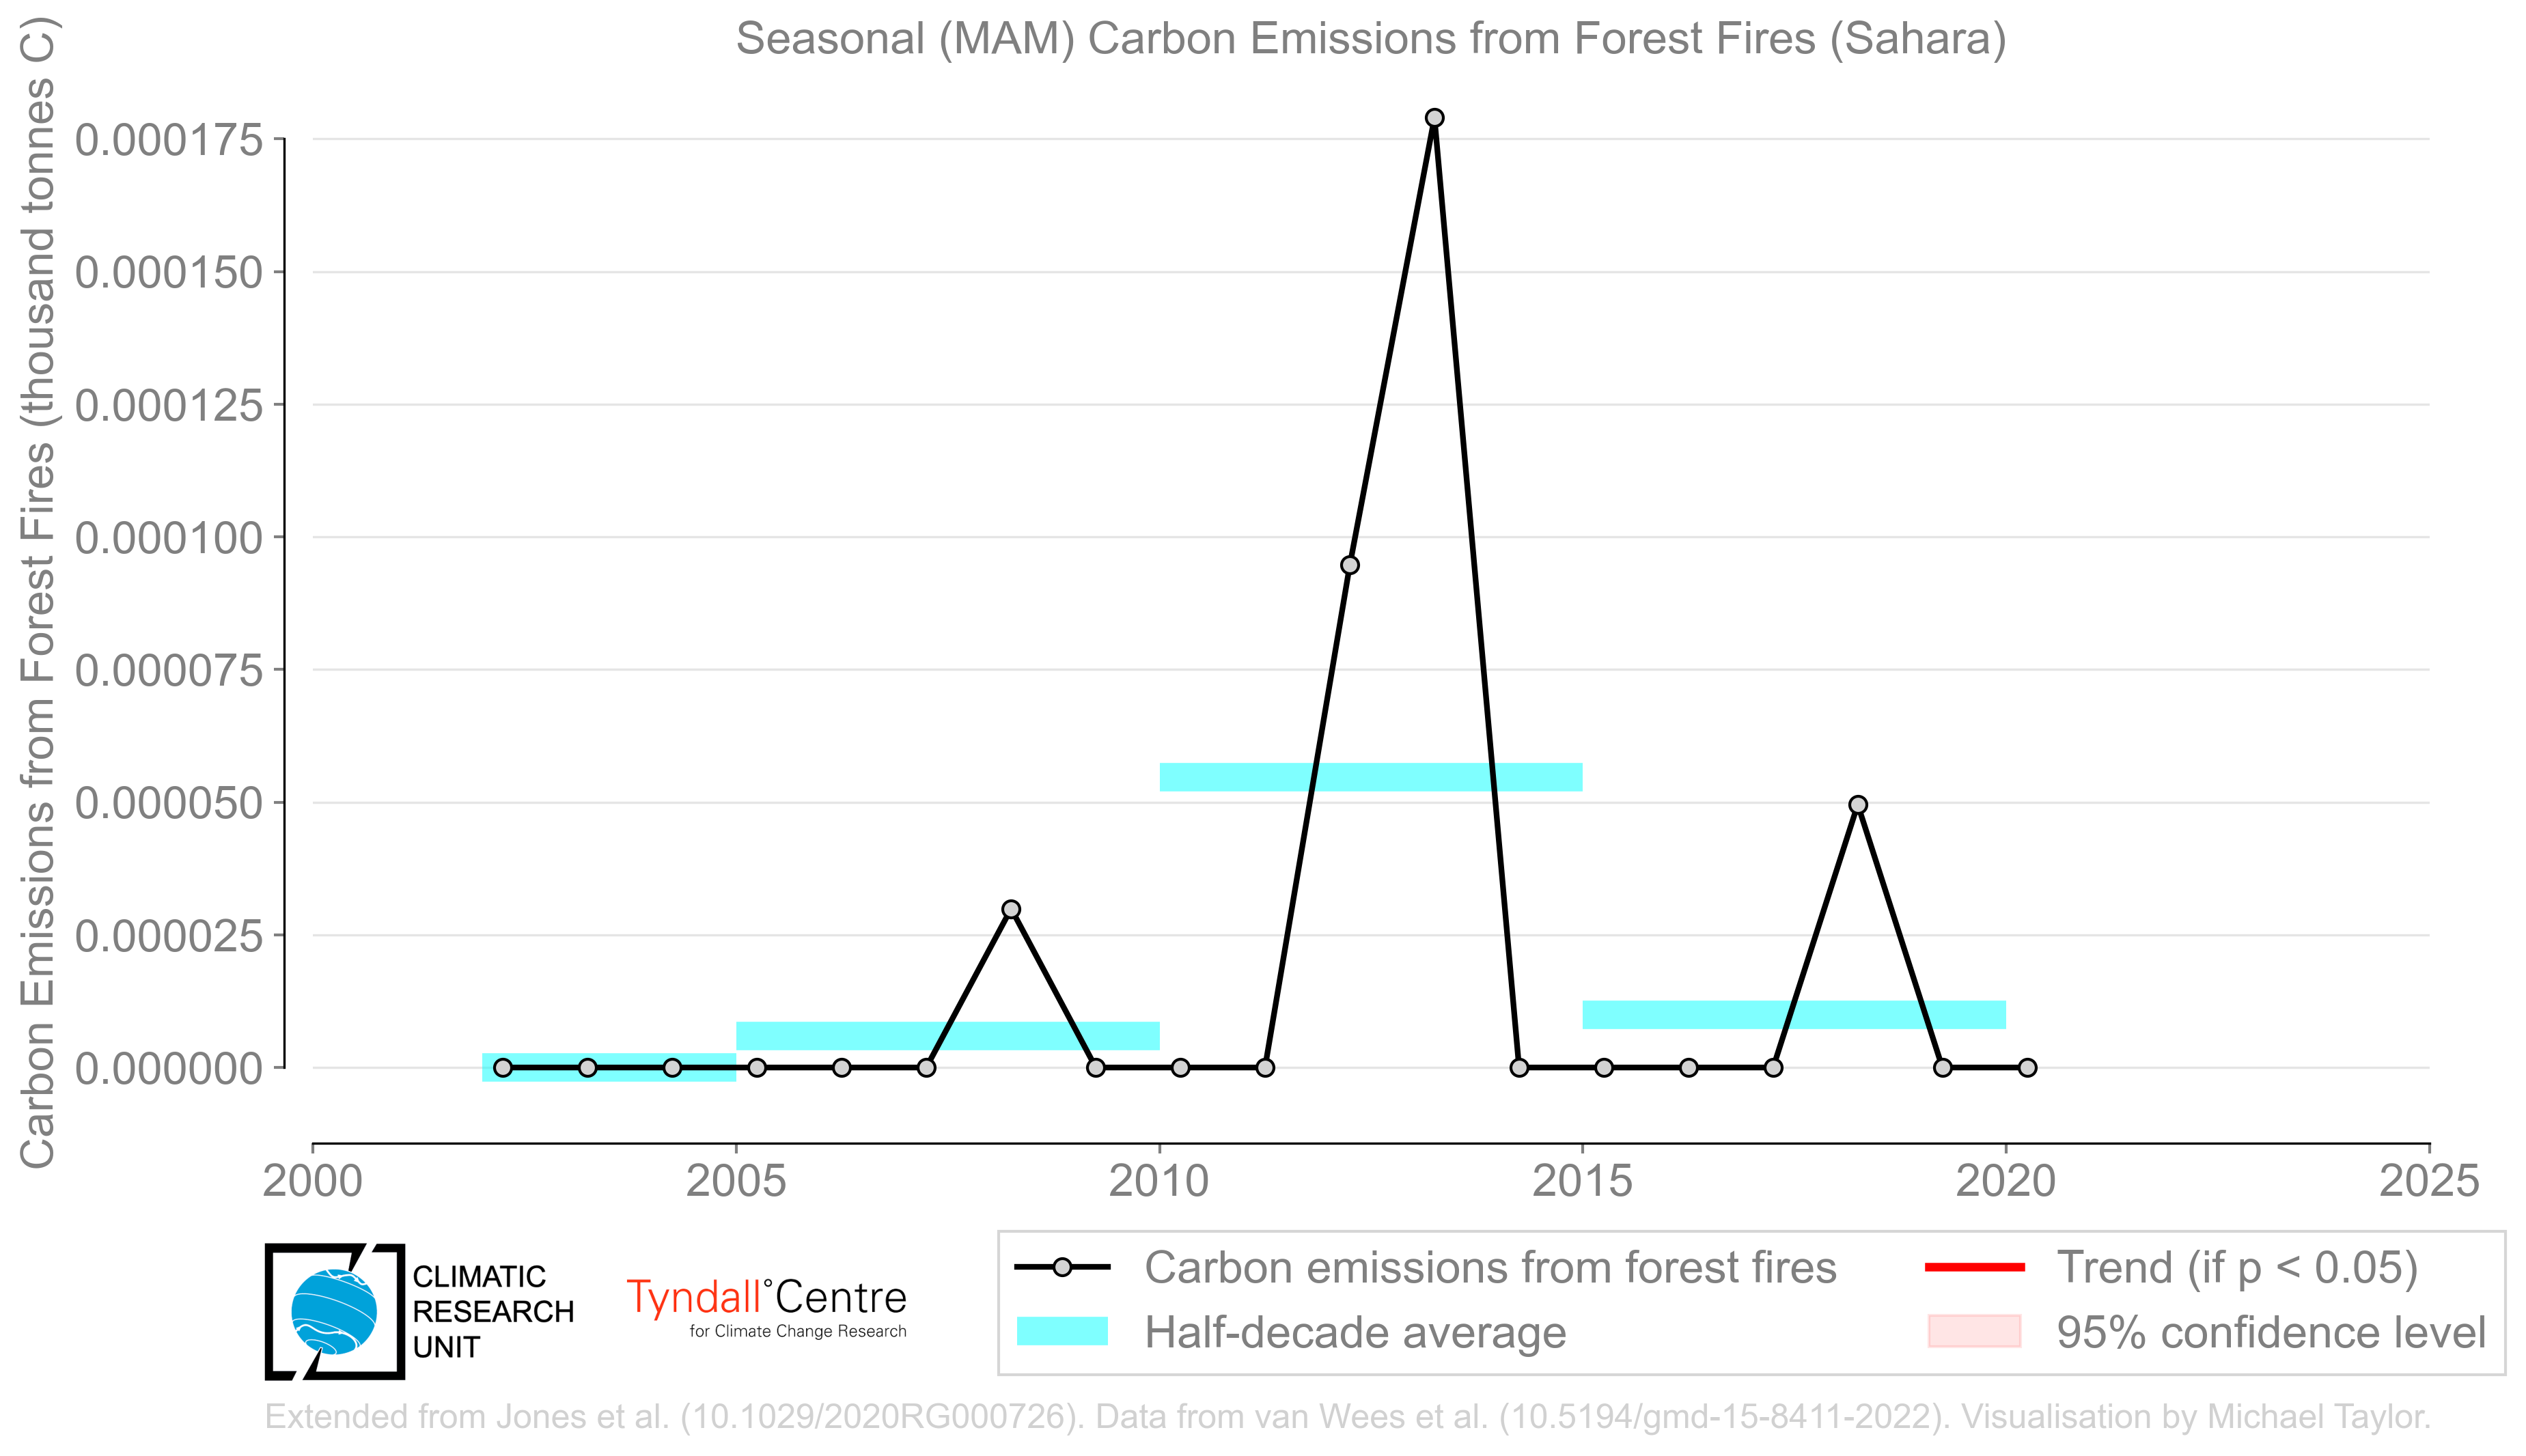 Seasonal (MAM) Carbon Emissions from Forest Fires (Sahara)
Carbon Emissions from Forest Fires (thousand tonnes C)
0.000175
0.000150
0.000125
0.000100
0.000075
0.000050
0.000025
0.000000
2000 2005 2010 2015 2020 2025
CLIMATIC
RESEARCH
UNIT
Tyndall°Centre
for Climate Change Research
Carbon emissions from forest fires
Half-decade average
Trend (if p < 0.05)
95% confidence level
Extended from Jones et al. (10.1029/2020RG000726). Data from van Wees et al. (10.5194/gmd-15-8411-2022). Visualisation by Michael Taylor.